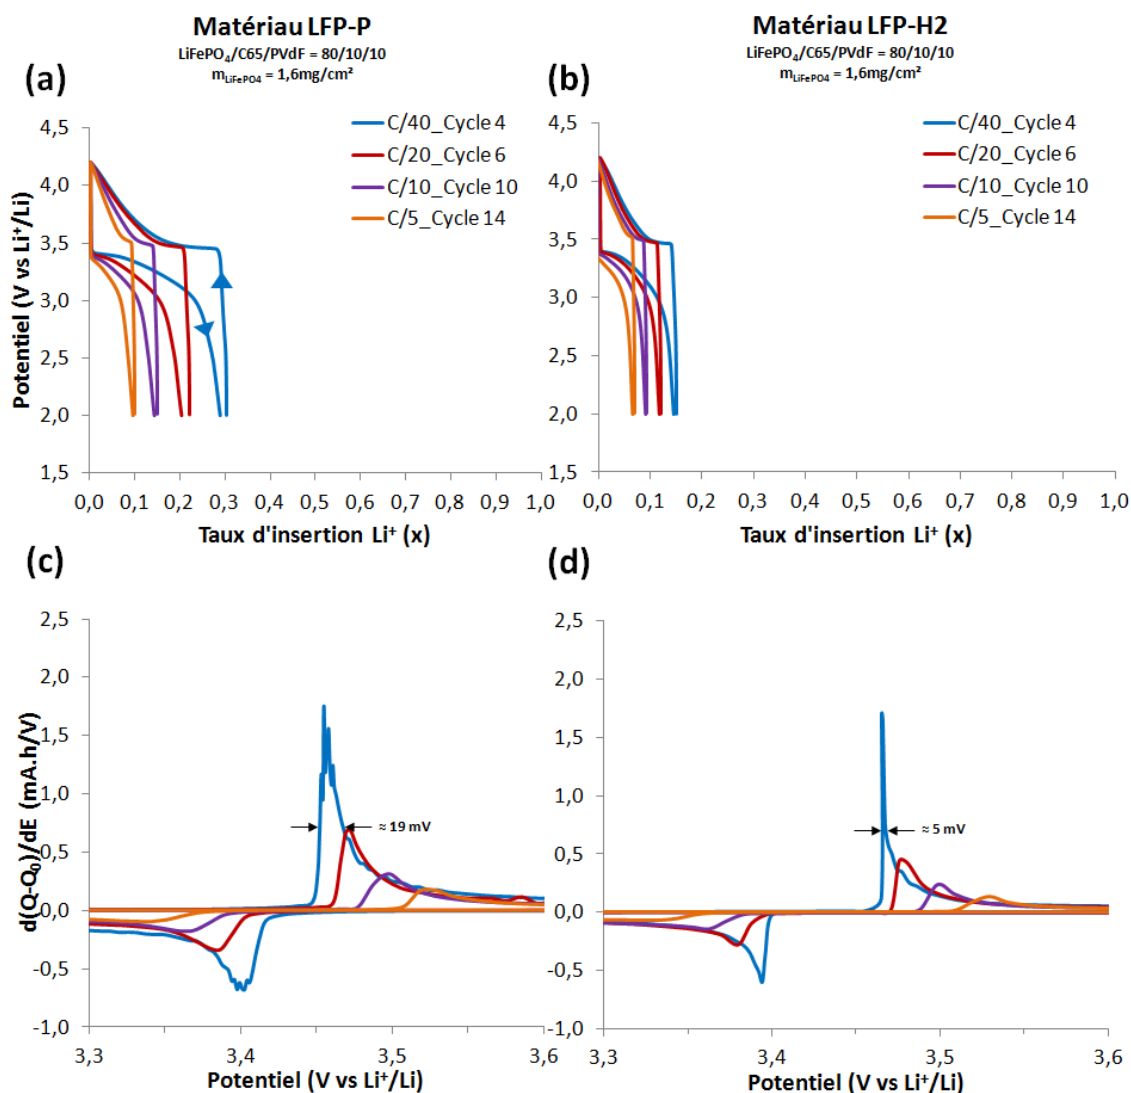 Matériau LFP-P
LiFePO₄/C65/PVdF = 80/10/10
m_LiFePO4 = 1,6mg/cm²
(a)
C/40_Cycle 4
C/20_Cycle 6
C/10_Cycle 10
C/5_Cycle 14
Potentiel (V vs Li⁺/Li)
4,5
4,0
3,5
3,0
2,5
2,0
1,5
0,0 0,1 0,2 0,3 0,4 0,5 0,6 0,7 0,8 0,9 1,0
Taux d'insertion Li⁺ (x)
Matériau LFP-H2
LiFePO₄/C65/PVdF = 80/10/10
m_LiFePO4 = 1,6mg/cm²
(b)
C/40_Cycle 4
C/20_Cycle 6
C/10_Cycle 10
C/5_Cycle 14
4,5
4,0
3,5
3,0
2,5
2,0
1,5
0,0 0,1 0,2 0,3 0,4 0,5 0,6 0,7 0,8 0,9 1,0
Taux d'insertion Li⁺ (x)
(c)
d(Q-Q₀)/dE (mA.h/V)
2,5
2,0
1,5
1,0
0,5
0,0
-0,5
-1,0
≈ 19 mV
3,3 3,4 3,5 3,6
Potentiel (V vs Li⁺/Li)
(d)
2,5
2,0
1,5
1,0
0,5
0,0
-0,5
-1,0
≈ 5 mV
3,3 3,4 3,5 3,6
Potentiel (V vs Li⁺/Li)